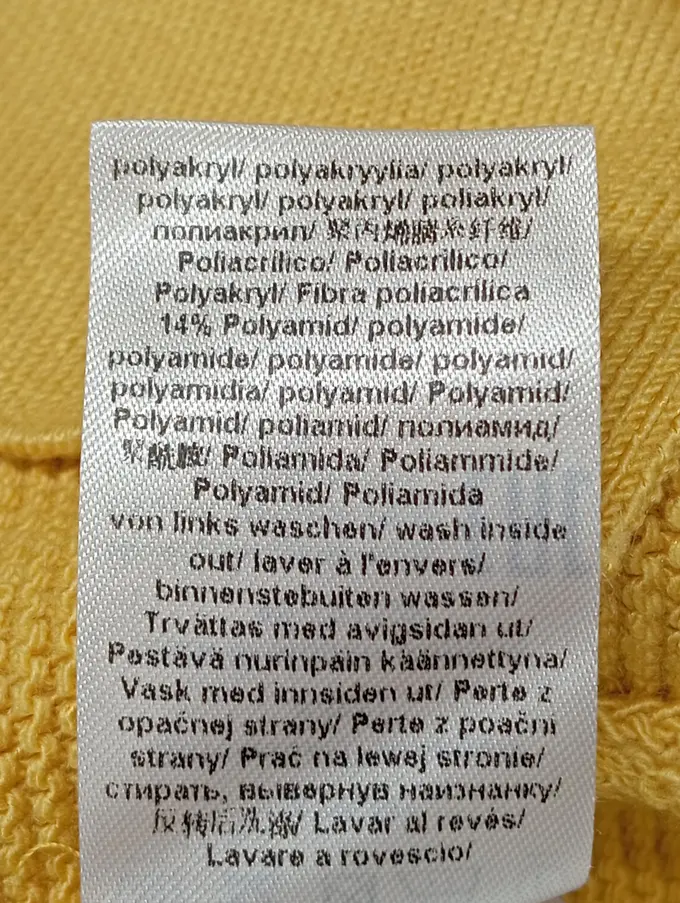 polyakryl/ polyakryylia/ polyakryl/
polyakryl/ polyakryl/ poliakryl/
полиакрил/ 聚丙烯腈系纤维/
Poliacrílico/ Poliacrilico/
Polyakryl/ Fibra poliacrilica
14% Polyamid/ polyamide/
polyamide/ polyamide/ polyamid/
polyamidia/ polyamid/ Polyamid/
Polyamid/ poliamid/ полиамид/
聚酰胺/ Poliamida/ Poliammide/
Polyamid/ Poliamida
von links waschen/ wash inside
out/ laver à l'envers/
binnenstebuiten wassen/
Trvättas med avigsidan ut/
Pestävä nurinpäin käännettynä/
Vask med innsiden ut/ Perte z
opačnej strany/ Perte z poačni
strany/ Prać na lewej stronie/
стирать, вывернув наизнанку/
反转后洗涤/ Lavar al revés/
Lavare a rovescio/